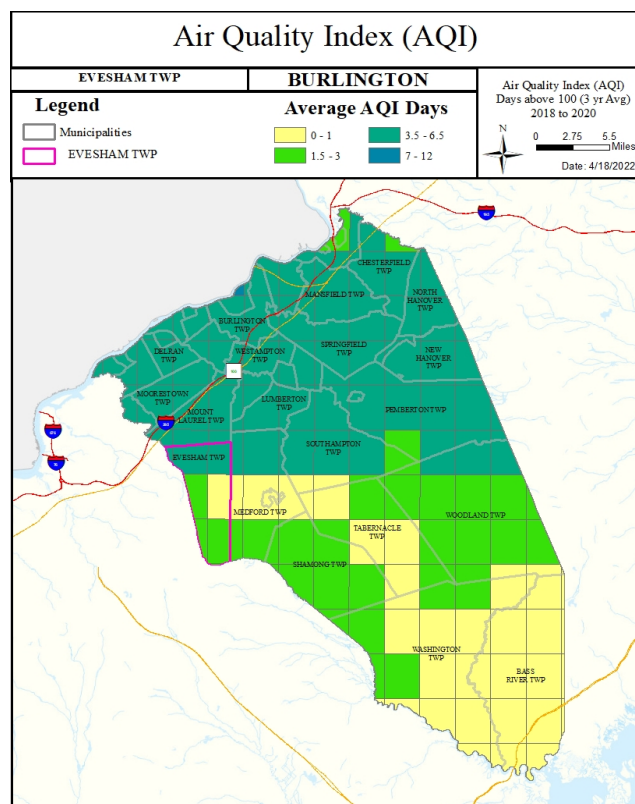 Air Quality Index (AQI)
EVESHAM TWP
BURLINGTON
Legend
Municipalities
EVESHAM TWP
Average AQI Days
0 - 1
3.5 - 6.5
1.5 - 3
7 - 12
Air Quality Index (AQI)
Days above 100 (3 yr Avg)
2018 to 2020
N
0 2.75 5.5
Miles
Date: 4/18/2022
CHESTERFIELD
TWP
MANSFIELD TWP
NORTH
HANOVER
TWP
BURLINGTON
TWP
SPRINGFIELD
TWP
NEW
HANOVER
TWP
DELRAN
TWP
WESTAMPTON
TWP
MOORESTOWN
TWP
LUMBERTON
TWP
PEMBERTON TWP
MOUNT
LAUREL TWP
SOUTHAMPTON
TWP
EVESHAM TWP
MEDFORD TWP
WOODLAND TWP
TABERNACLE
TWP
SHAMONG TWP
WASHINGTON
TWP
BASS
RIVER TWP